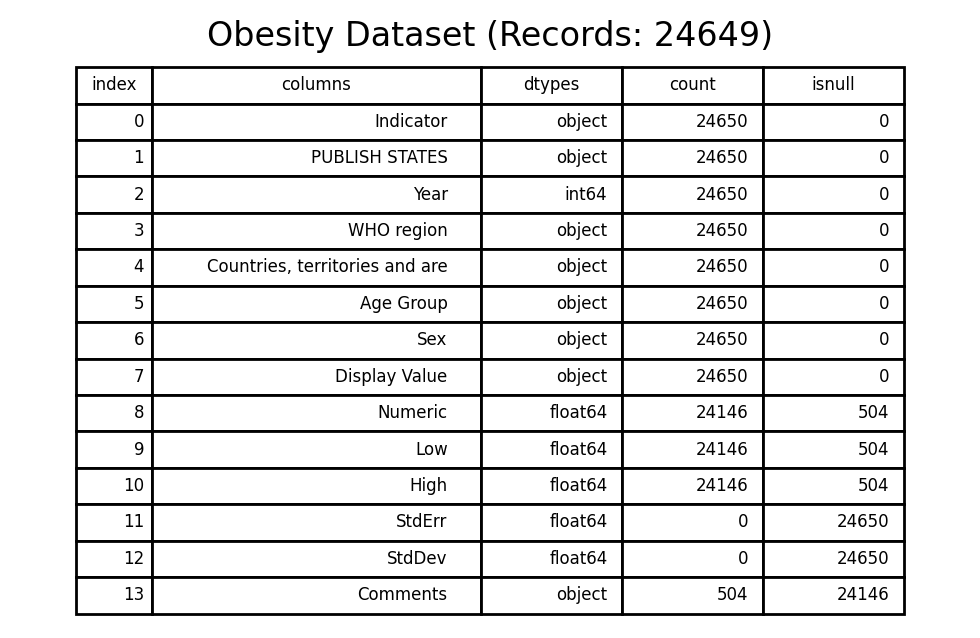 Obesity Dataset (Records: 24649)
index columns dtypes count isnull
0 Indicator object 24650 0
1 PUBLISH STATES object 24650 0
2 Year int64 24650 0
3 WHO region object 24650 0
4 Countries, territories and are object 24650 0
5 Age Group object 24650 0
6 Sex object 24650 0
7 Display Value object 24650 0
8 Numeric float64 24146 504
9 Low float64 24146 504
10 High float64 24146 504
11 StdErr float64 0 24650
12 StdDev float64 0 24650
13 Comments object 504 24146